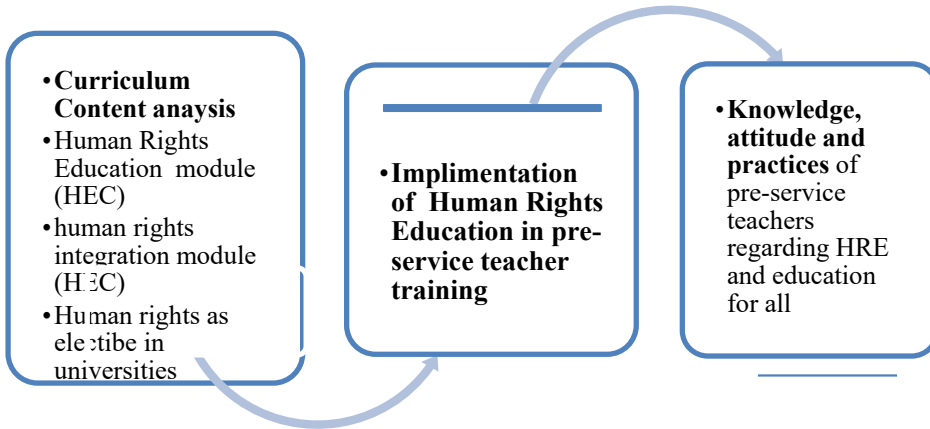 •Curriculum
Content anaysis
•Human Rights
Education module
(HEC)
•human rights
integration module
(HEC)
•Human rights as
electibe in
universities
•Implimentation
of Human Rights
Education in pre-
service teacher
training
•Knowledge,
attitude and
practices of
pre-service
teachers
regarding HRE
and education
for all